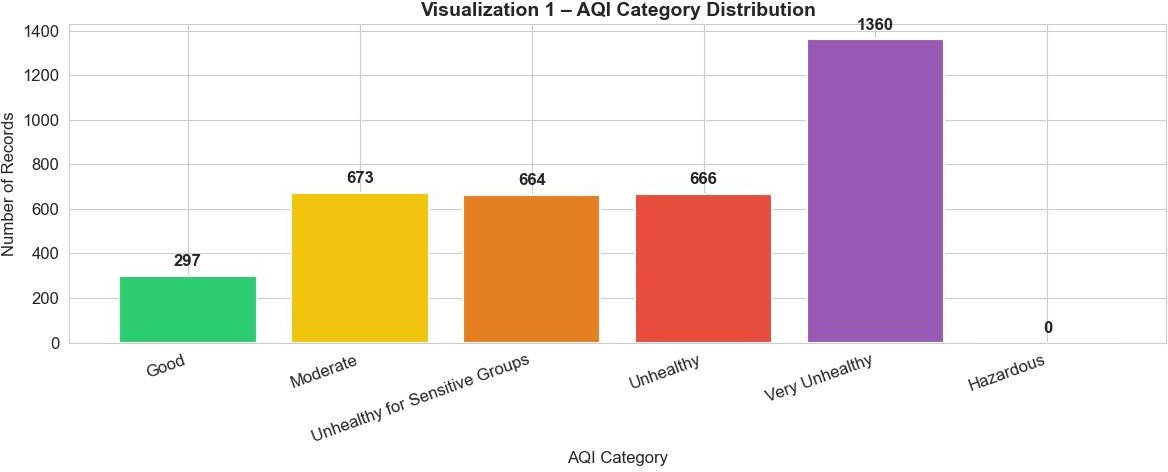 Visualization 1 – AQI Category Distribution
Number of Records
1400
1200
1000
800
600
400
200
0
297
673
664
666
1360
0
Good
Moderate
Unhealthy for Sensitive Groups
Unhealthy
Very Unhealthy
Hazardous
AQI Category